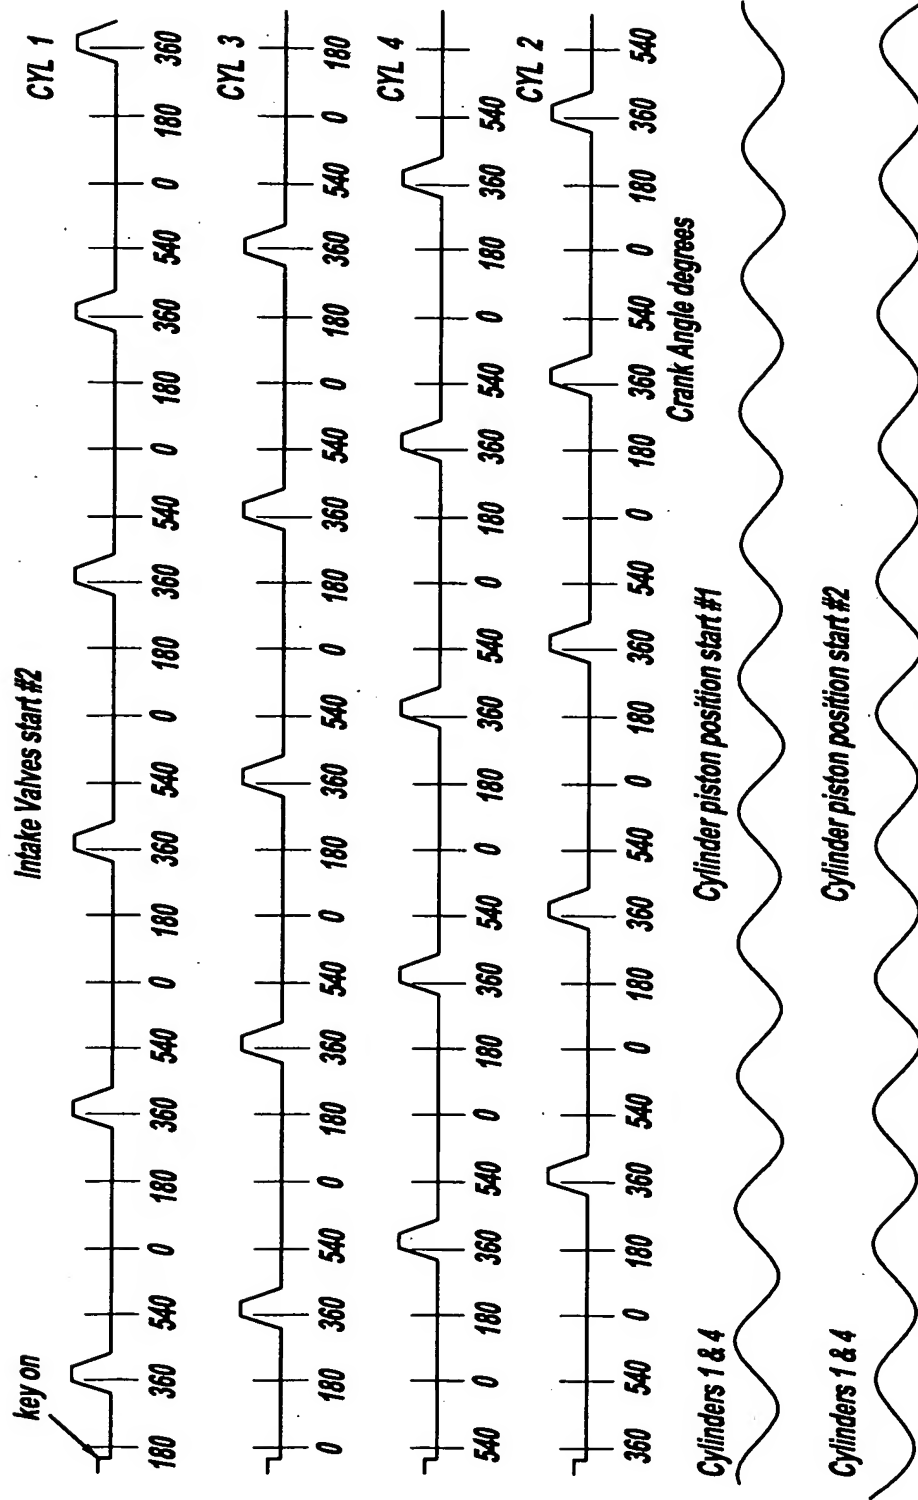 Intake Valves start #2
key on
CYL 1
180 360 540 0 180 360 540 0 180 360 540 0 180 360 540 0 180 360 540 0 180 360
CYL 3
0 180 360 540 0 180 360 540 0 180 360 540 0 180 360 540 0 180 360 540 0 180
CYL 4
540 0 180 360 540 0 180 360 540 0 180 360 540 0 180 360 540 0 180 360 540
CYL 2
360 540 0 180 360 540 0 180 360 540 0 180 360 540 0 180 360 540 0 180 360 540
Crank Angle degrees
Cylinders 1 & 4
Cylinder piston position start #1
Cylinders 1 & 4
Cylinder piston position start #2